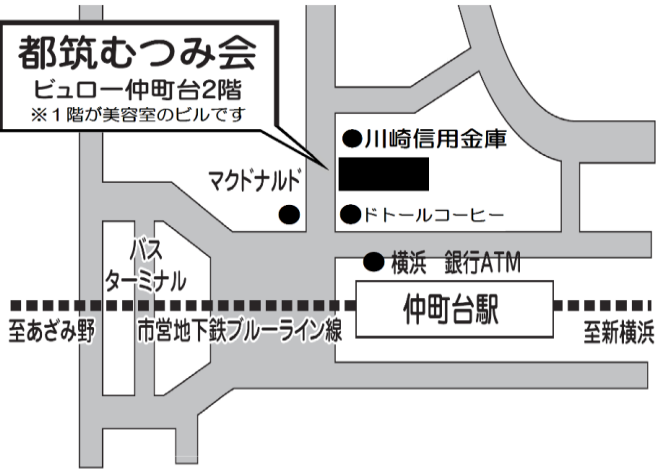 都筑むつみ会
ビュロー仲町台2階
※１階が美容室のビルです
●川崎信用金庫
マクドナルド
●ドトールコーヒー
バス
ターミナル
●横浜　銀行ATM
仲町台駅
至あざみ野
市営地下鉄ブルーライン線
至新横浜